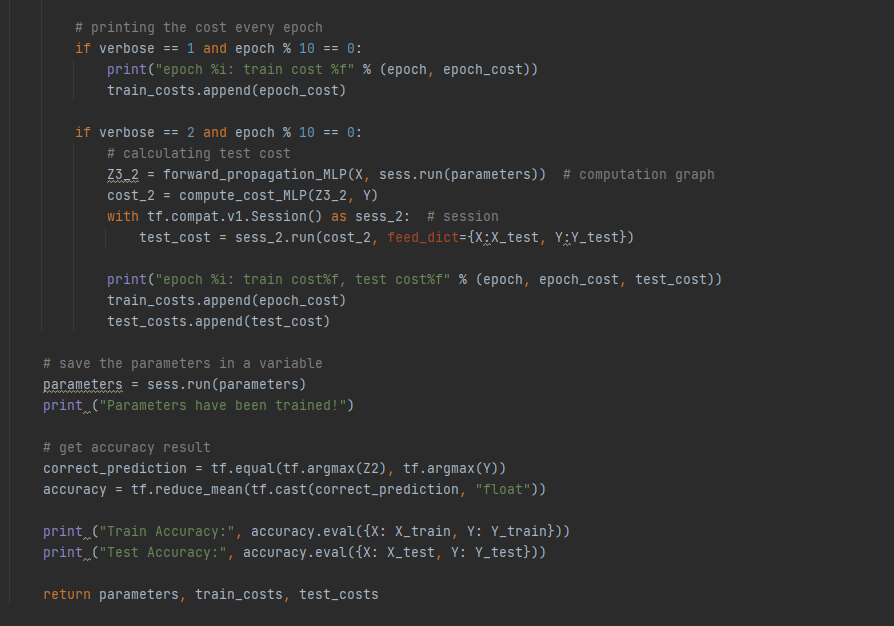 # printing the cost every epoch
if verbose == 1 and epoch % 10 == 0:
print("epoch %i: train cost %f" % (epoch, epoch_cost))
train_costs.append(epoch_cost)
if verbose == 2 and epoch % 10 == 0:
# calculating test cost
Z3_2 = forward_propagation_MLP(X, sess.run(parameters))  # computation graph
cost_2 = compute_cost_MLP(Z3_2, Y)
with tf.compat.v1.Session() as sess_2:  # session
test_cost = sess_2.run(cost_2, feed_dict={X:X_test, Y:Y_test})
print("epoch %i: train cost%f, test cost%f" % (epoch, epoch_cost, test_cost))
train_costs.append(epoch_cost)
test_costs.append(test_cost)
# save the parameters in a variable
parameters = sess.run(parameters)
print ("Parameters have been trained!")
# get accuracy result
correct_prediction = tf.equal(tf.argmax(Z2), tf.argmax(Y))
accuracy = tf.reduce_mean(tf.cast(correct_prediction, "float"))
print ("Train Accuracy:", accuracy.eval({X: X_train, Y: Y_train}))
print ("Test Accuracy:", accuracy.eval({X: X_test, Y: Y_test}))
return parameters, train_costs, test_costs